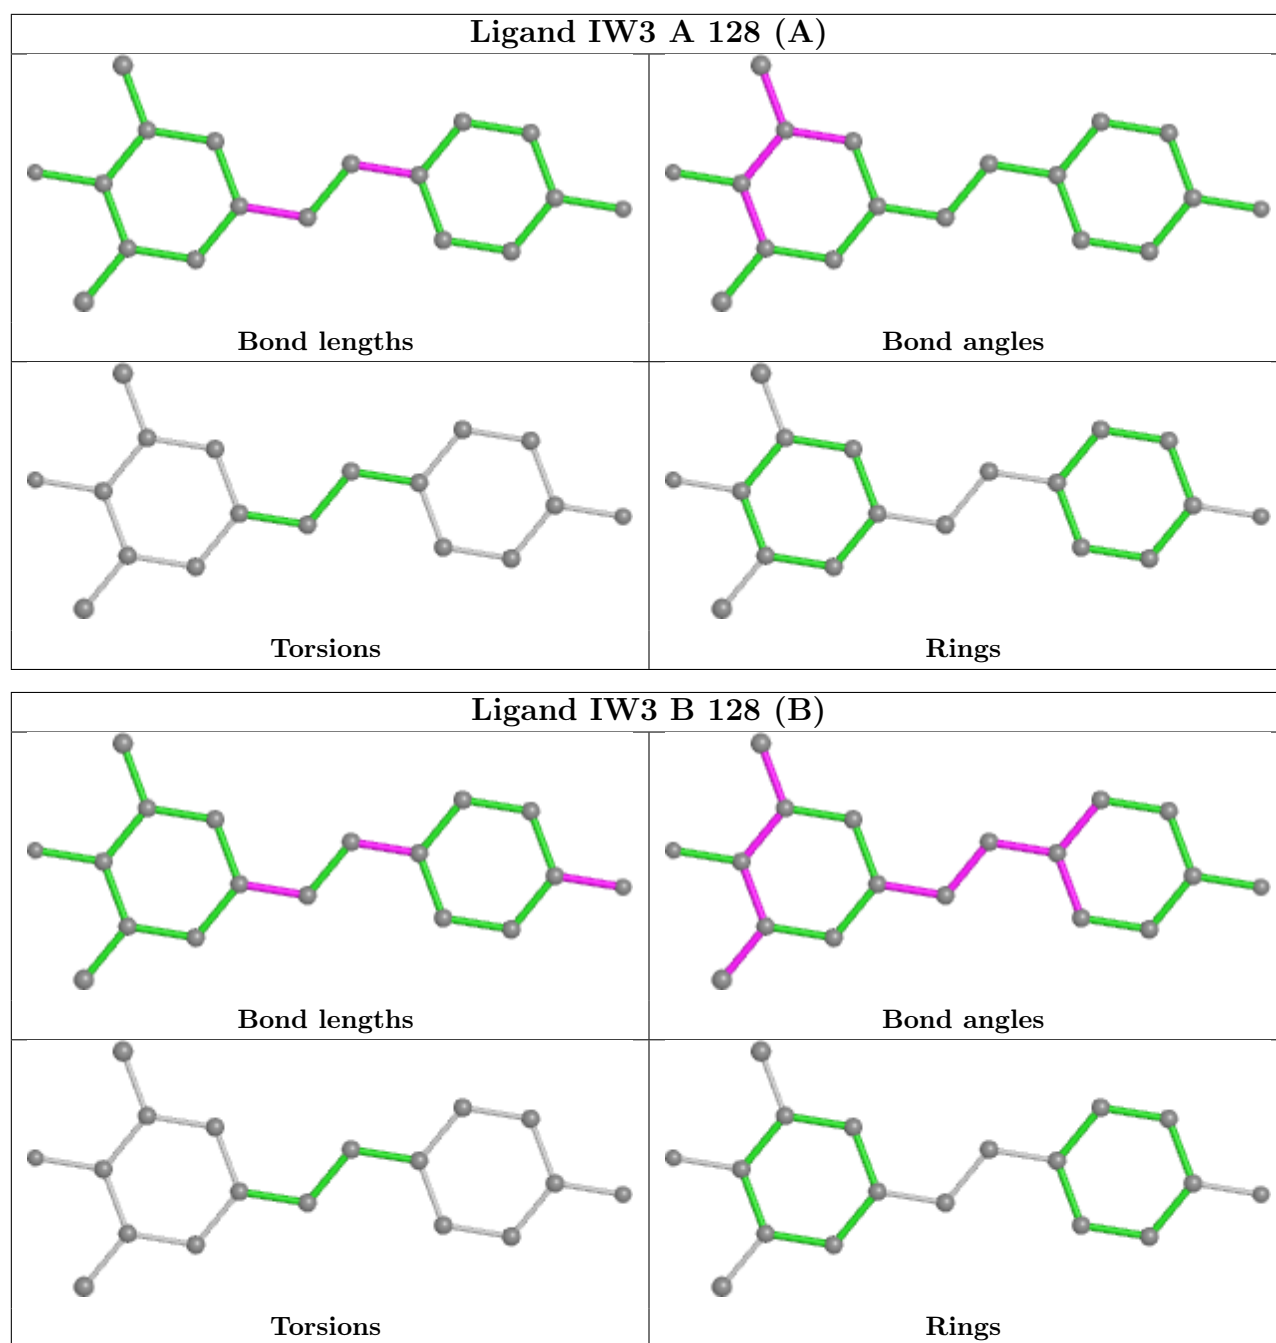 Ligand IW3 A 128 (A)
Bond lengths
Bond angles
Torsions
Rings
Ligand IW3 B 128 (B)
Bond lengths
Bond angles
Torsions
Rings